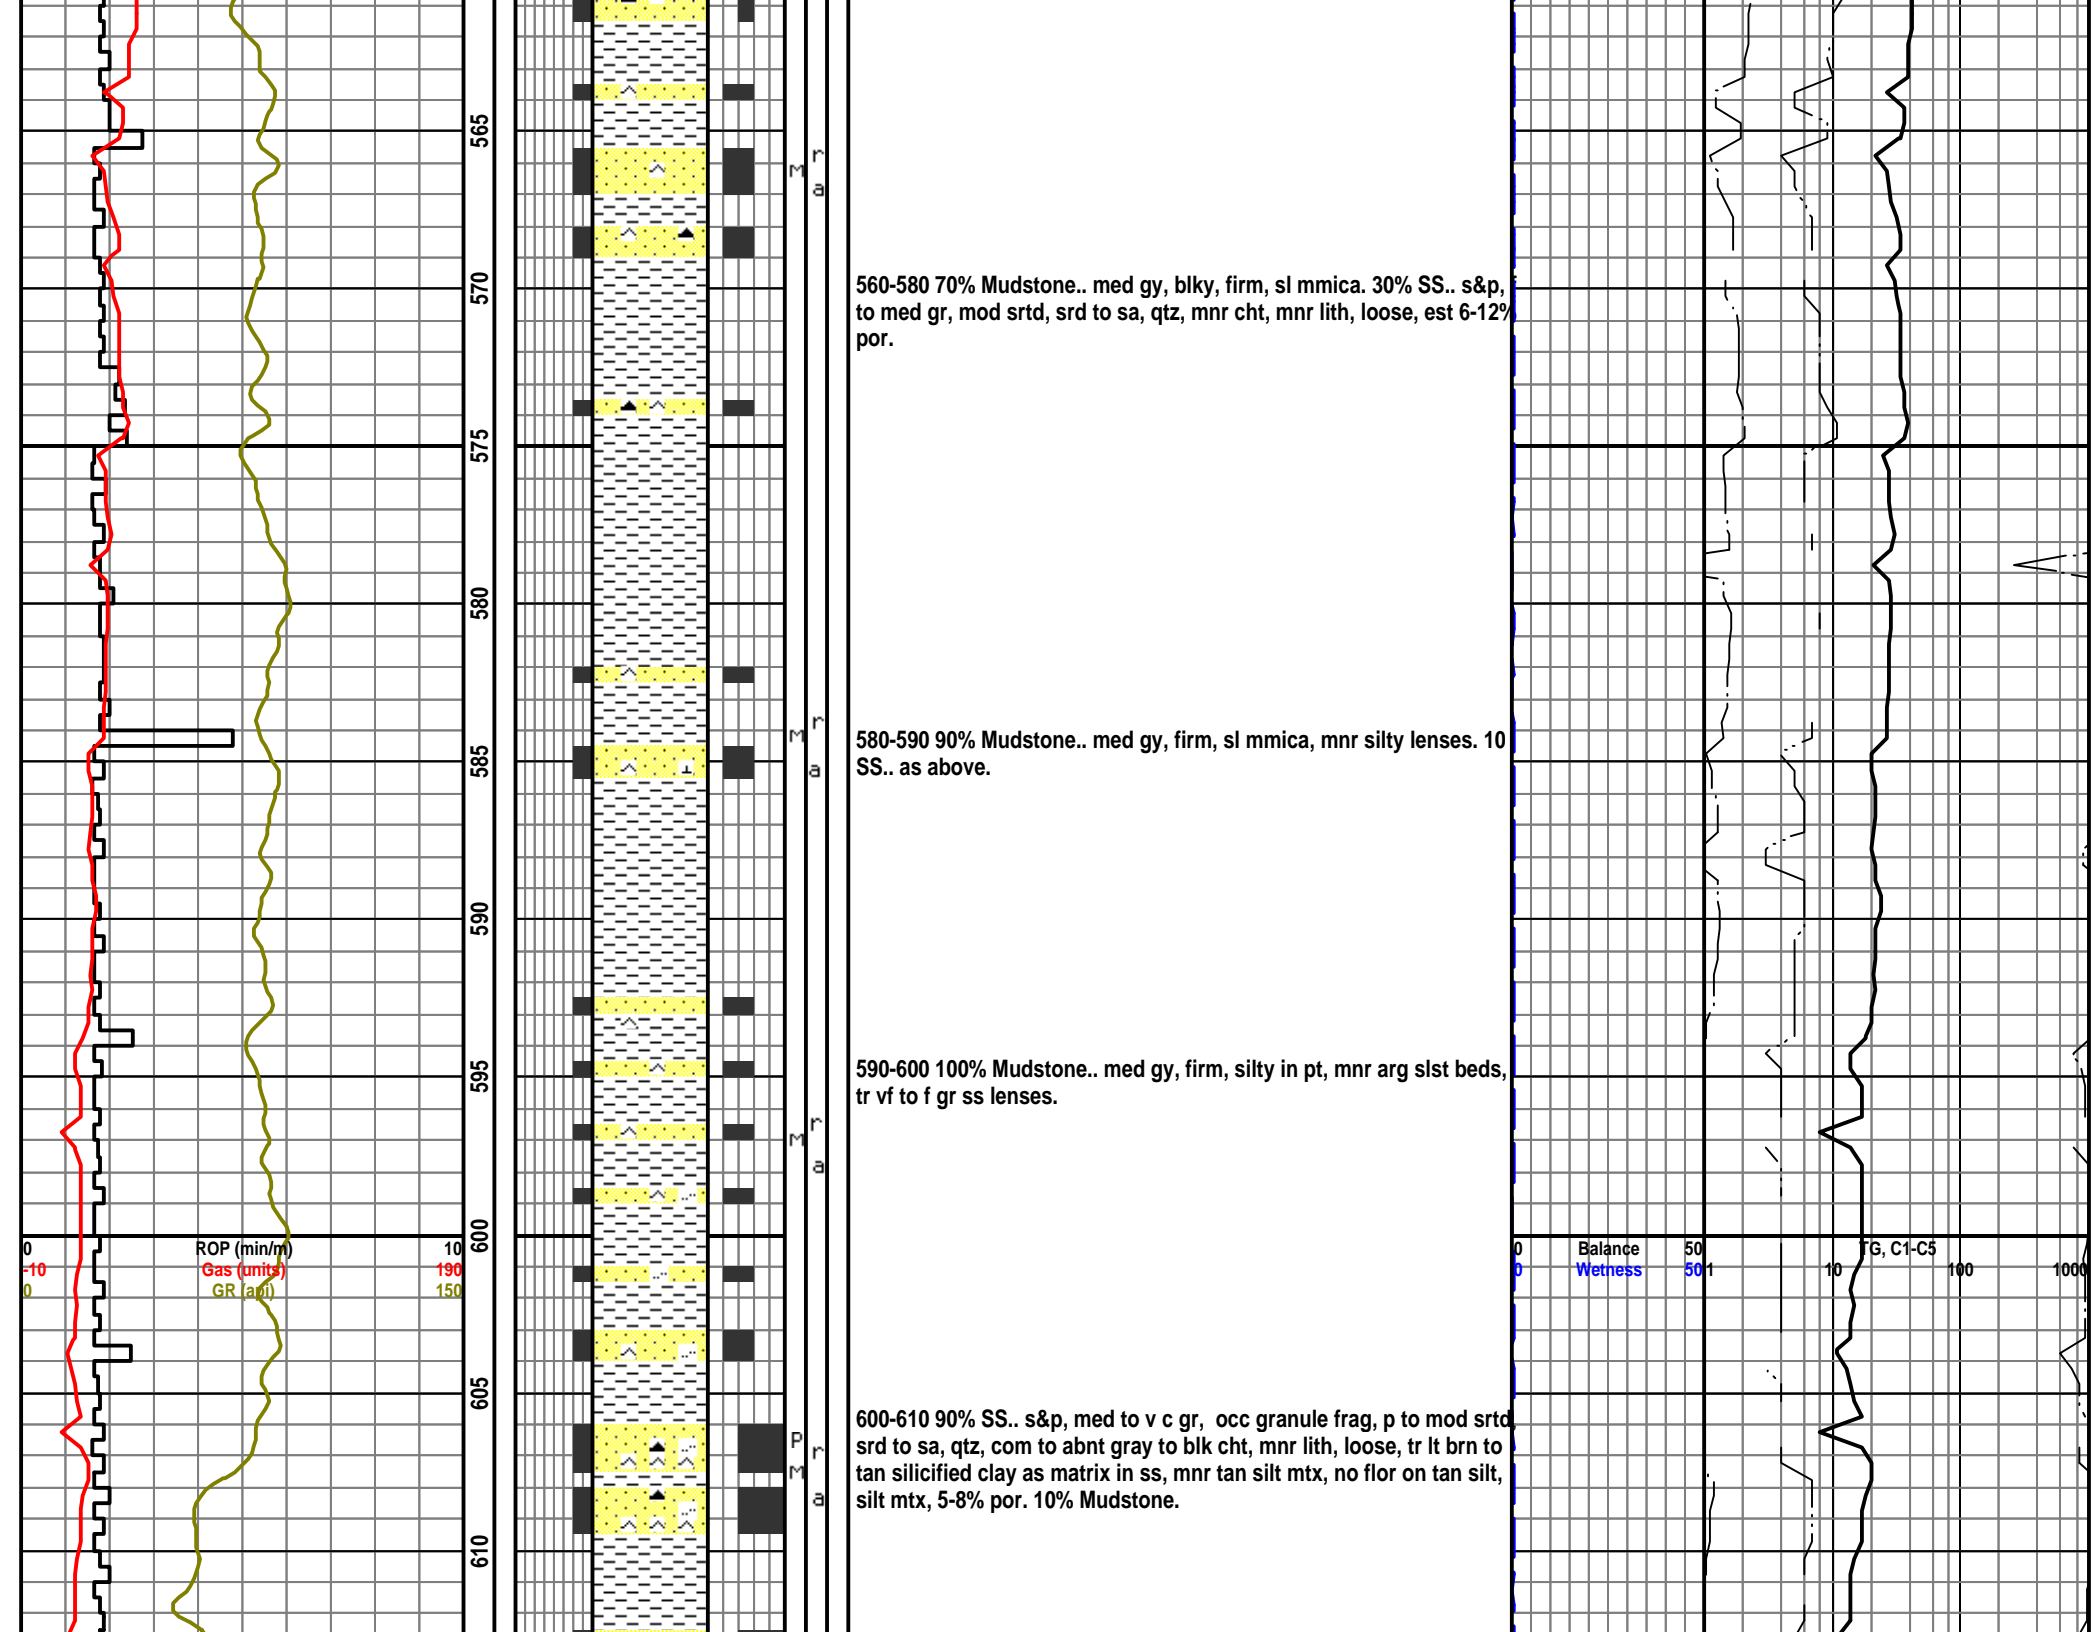 565
r
M
a
570
560-580 70% Mudstone.. med gy, blky, firm, sl mmica. 30% SS.. s&p,
to med gr, mod srtd, srd to sa, qtz, mnr cht, mnr lith, loose, est 6-12%
por.
575
580
r
M
a
580-590 90% Mudstone.. med gy, firm, sl mmica, mnr silty lenses. 10
SS.. as above.
585
590
595
590-600 100% Mudstone.. med gy, firm, silty in pt, mnr arg slst beds,
tr vf to f gr ss lenses.
r
M
a
600
0 ROP (min/m) 10
-10 Gas (units) 190
0 GR (api) 150
0 Balance 50
0 Wetness 50
TG, C1-C5
1 10 100 1000
605
600-610 90% SS.. s&p, med to v c gr, occ granule frag, p to mod srtd
srd to sa, qtz, com to abnt gray to blk cht, mnr lith, loose, tr lt brn to
tan silicified clay as matrix in ss, mnr tan silt mtx, no flor on tan silt,
silt mtx, 5-8% por. 10% Mudstone.
P
r
M
a
610